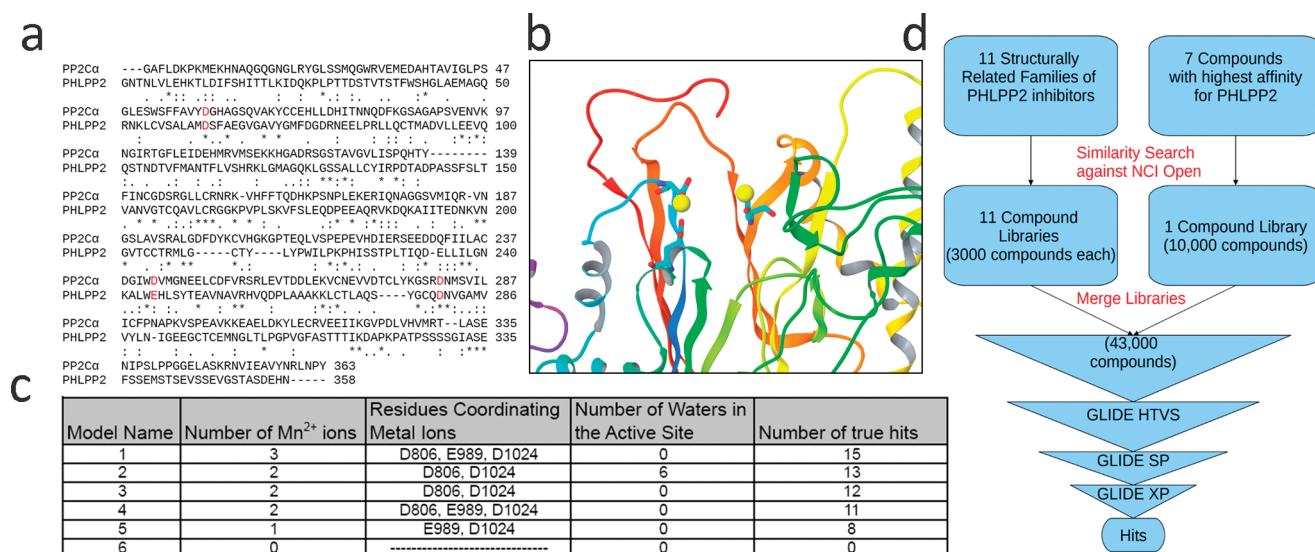 a
PP2Cα ---GAFLDKPKMEKHNAQGQGNGLRYGLSSMQGWRVEMEDAHTAVIGLPS 47
PHLPP2 GNTNLVLEHKTLDIFSHITTLKIDQKPLPTTDSTVTSTFWSHGLAEMAGQ 50
PP2Cα GLESWSFFAVYDGHAGSQVAKYCCEHLLDHITNNQDFKGSAGAPSVENVK 97
PHLPP2 RNKLCVSALAMDSFAEGVGAVYGMFDGDRNEELPRLLQCTMADVLLEEVQ 100
PP2Cα NGIRTGFLEIDEHMRVMSEKKHGADRSGSTAVGVLISPQHTY-------- 139
PHLPP2 QSTNDTVFMANTFLVSHRKLGMAGQKLGSSALLCYIRPDTADPASSFSLT 150
PP2Cα FINCGDSRGLLCRNRK-VHFFTQDHKPSNPLEKERIQNAGGSVMIQR-VN 187
PHLPP2 VANVGTCQAVLCRGGKPVPLSKVFSLEQDPEEAQRVKDQKAIITEDNKVN 200
PP2Cα GSLAVSRALGDFDYKCVHGKGPTEQLVSPEPEVHDIERSEEDDQFIILAC 237
PHLPP2 GVTCCTRMLG-----CTY----LYPWILPKPHISSTPLTIQD-ELLILGN 240
PP2Cα DGIWDVMGNEELCDFVRSRLEVTDDLEKVCNEVVDTCLYKGSRDNMSVIL 287
PHLPP2 KALWEHLSYTEAVNAVRHVQDPLAAAKKLCTLAQS----YGCQDNVGAMV 286
PP2Cα ICFPNAPKVSPEAVKKEAELDKYLECRVEEIIKGVPDLVHVMRT--LASE 335
PHLPP2 VYLN-IGEEGCTCEMNGLTLPGPVGFASTTTIKDAPKPATPSSSSGIASE 335
PP2Cα NIPSLPPGGELASKRNVIEAVYNRLNPY 363
PHLPP2 FSSEMSTSEVSSEVGSTASDEHN----- 358
b
c
Model Name Number of Mn2+ ions Residues Coordinating Metal Ions Number of Waters in the Active Site Number of true hits
1 3 D806, E989, D1024 0 15
2 2 D806, D1024 6 13
3 2 D806, D1024 0 12
4 2 D806, E989, D1024 0 11
5 1 E989, D1024 0 8
6 0 ---------------------------- 0 0
d
11 Structurally
Related Families of
PHLPP2 inhibitors
7 Compounds
with highest affinity
for PHLPP2
Similarity Search
against NCI Open
11 Compound
Libraries
(3000 compounds each)
1 Compound Library
(10,000 compounds)
Merge Libraries
(43,000
compounds)
GLIDE HTVS
GLIDE SP
GLIDE XP
Hits